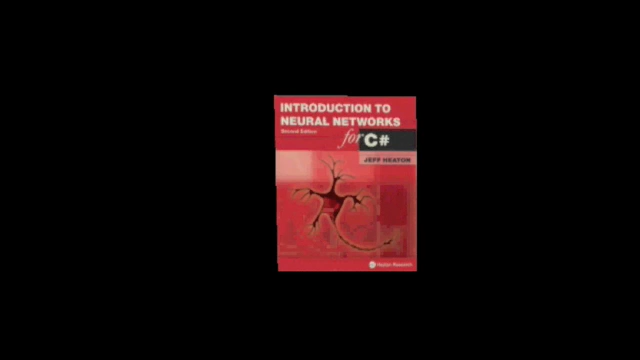 INTRODUCTION TO
NEURAL NETWORKS
Second Edition
for C#
JEFF HEATON
Heaton Research